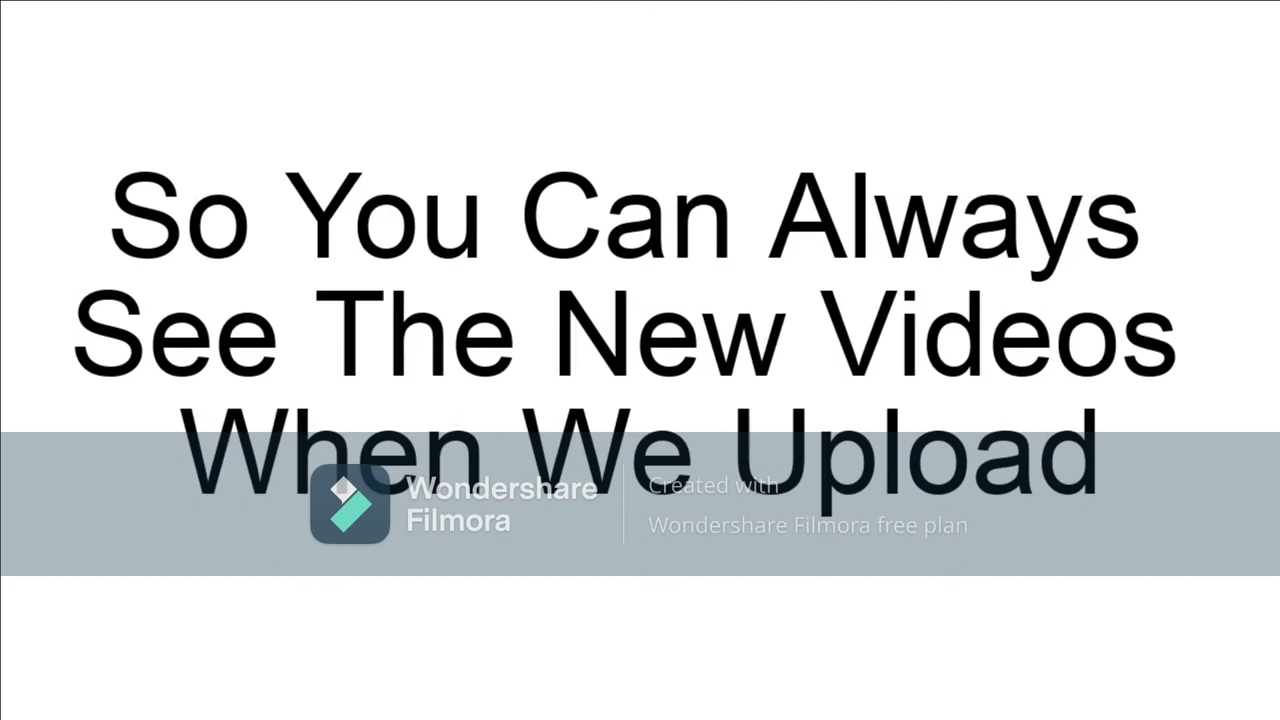 So You Can Always
See The New Videos
When We Upload
Wondershare
Filmora
Created with
Wondershare Filmora free plan